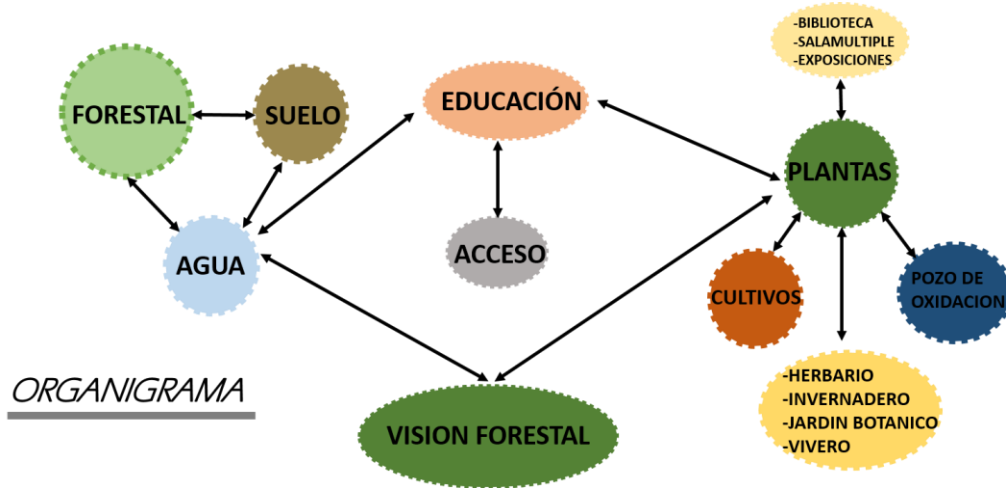 -BIBLIOTECA
-SALAMULTIPLE
-EXPOSICIONES
FORESTAL
SUELO
EDUCACIÓN
PLANTAS
AGUA
ACCESO
CULTIVOS
POZO DE
OXIDACION
ORGANIGRAMA
VISION FORESTAL
-HERBARIO
-INVERNADERO
-JARDIN BOTANICO
-VIVERO